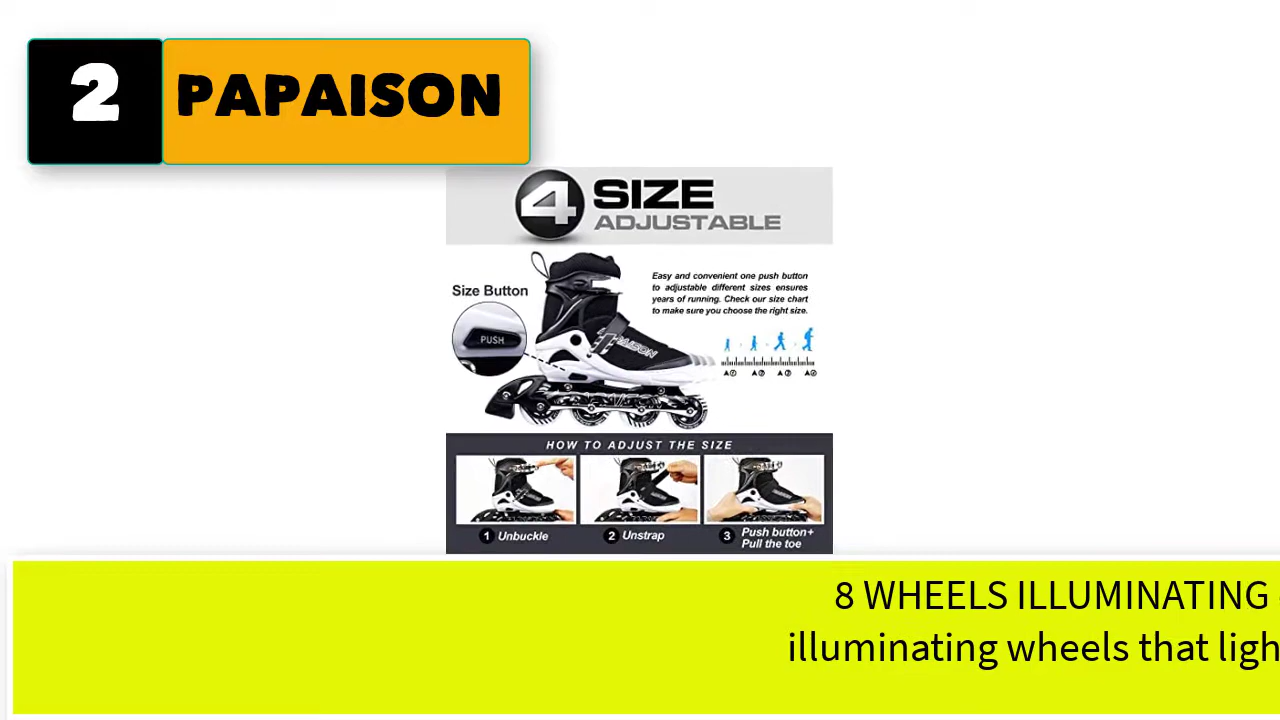 2 PAPAISON
4 SIZE
ADJUSTABLE
Size Button
PUSH
Easy and convenient one push button
to adjustable different sizes ensures
years of running. Check our size chart
to make sure you choose the right size.
HOW TO ADJUST THE SIZE
1 Unbuckle
2 Unstrap
3 Push button+
Pull the toe
8 WHEELS ILLUMINATING
illuminating wheels that ligh